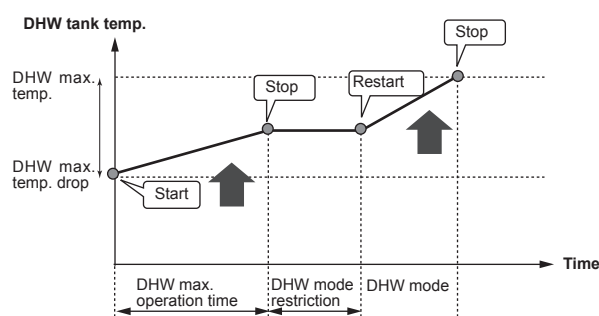 DHW tank temp.
Stop
DHW max.
temp.
Stop
Restart
DHW max.
temp. drop
Start
Time
DHW max.
operation time
DHW mode
restriction
DHW mode